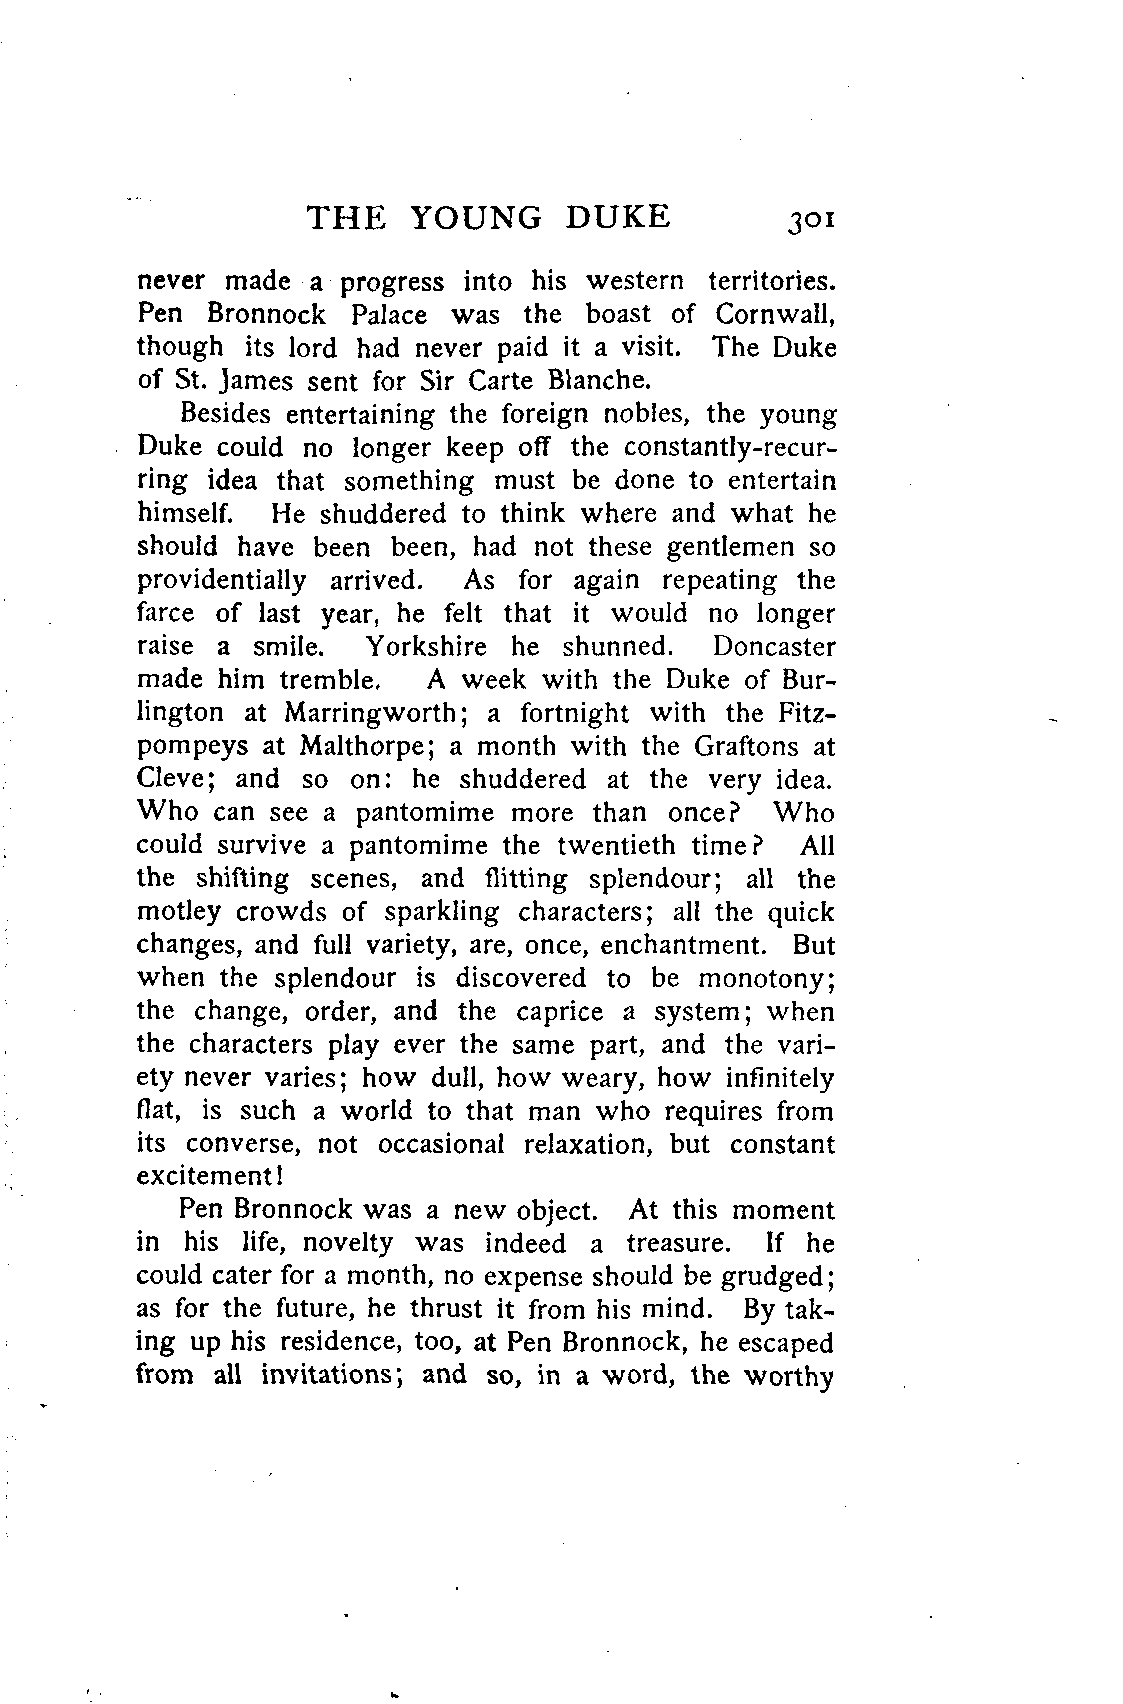 THE YOUNG DUKE 301
never made a progress into his western territories.
Pen Bronnock Palace was the boast of Cornwall,
though its lord had never paid it a visit. The Duke
of St. James sent for Sir Carte Blanche.
Besides entertaining the foreign nobles, the young
Duke could no longer keep off the constantly-recur-
ring idea that something must be done to entertain
himself. He shuddered to think where and what he
should have been been, had not these gentlemen so
providentially arrived. As for again repeating the
farce of last year, he felt that it would no longer
raise a smile. Yorkshire he shunned. Doncaster
made him tremble. A week with the Duke of Bur-
lington at Marringworth; a fortnight with the Fitz-
pompeys at Malthorpe; a month with the Graftons at
Cleve; and so on: he shuddered at the very idea.
Who can see a pantomime more than once? Who
could survive a pantomime the twentieth time? All
the shifting scenes, and flitting splendour; all the
motley crowds of sparkling characters; all the quick
changes, and full variety, are, once, enchantment. But
when the splendour is discovered to be monotony;
the change, order, and the caprice a system; when
the characters play ever the same part, and the vari-
ety never varies; how dull, how weary, how infinitely
flat, is such a world to that man who requires from
its converse, not occasional relaxation, but constant
excitement!
Pen Bronnock was a new object. At this moment
in his life, novelty was indeed a treasure. If he
could cater for a month, no expense should be grudged;
as for the future, he thrust it from his mind. By tak-
ing up his residence, too, at Pen Bronnock, he escaped
from all invitations; and so, in a word, the worthy